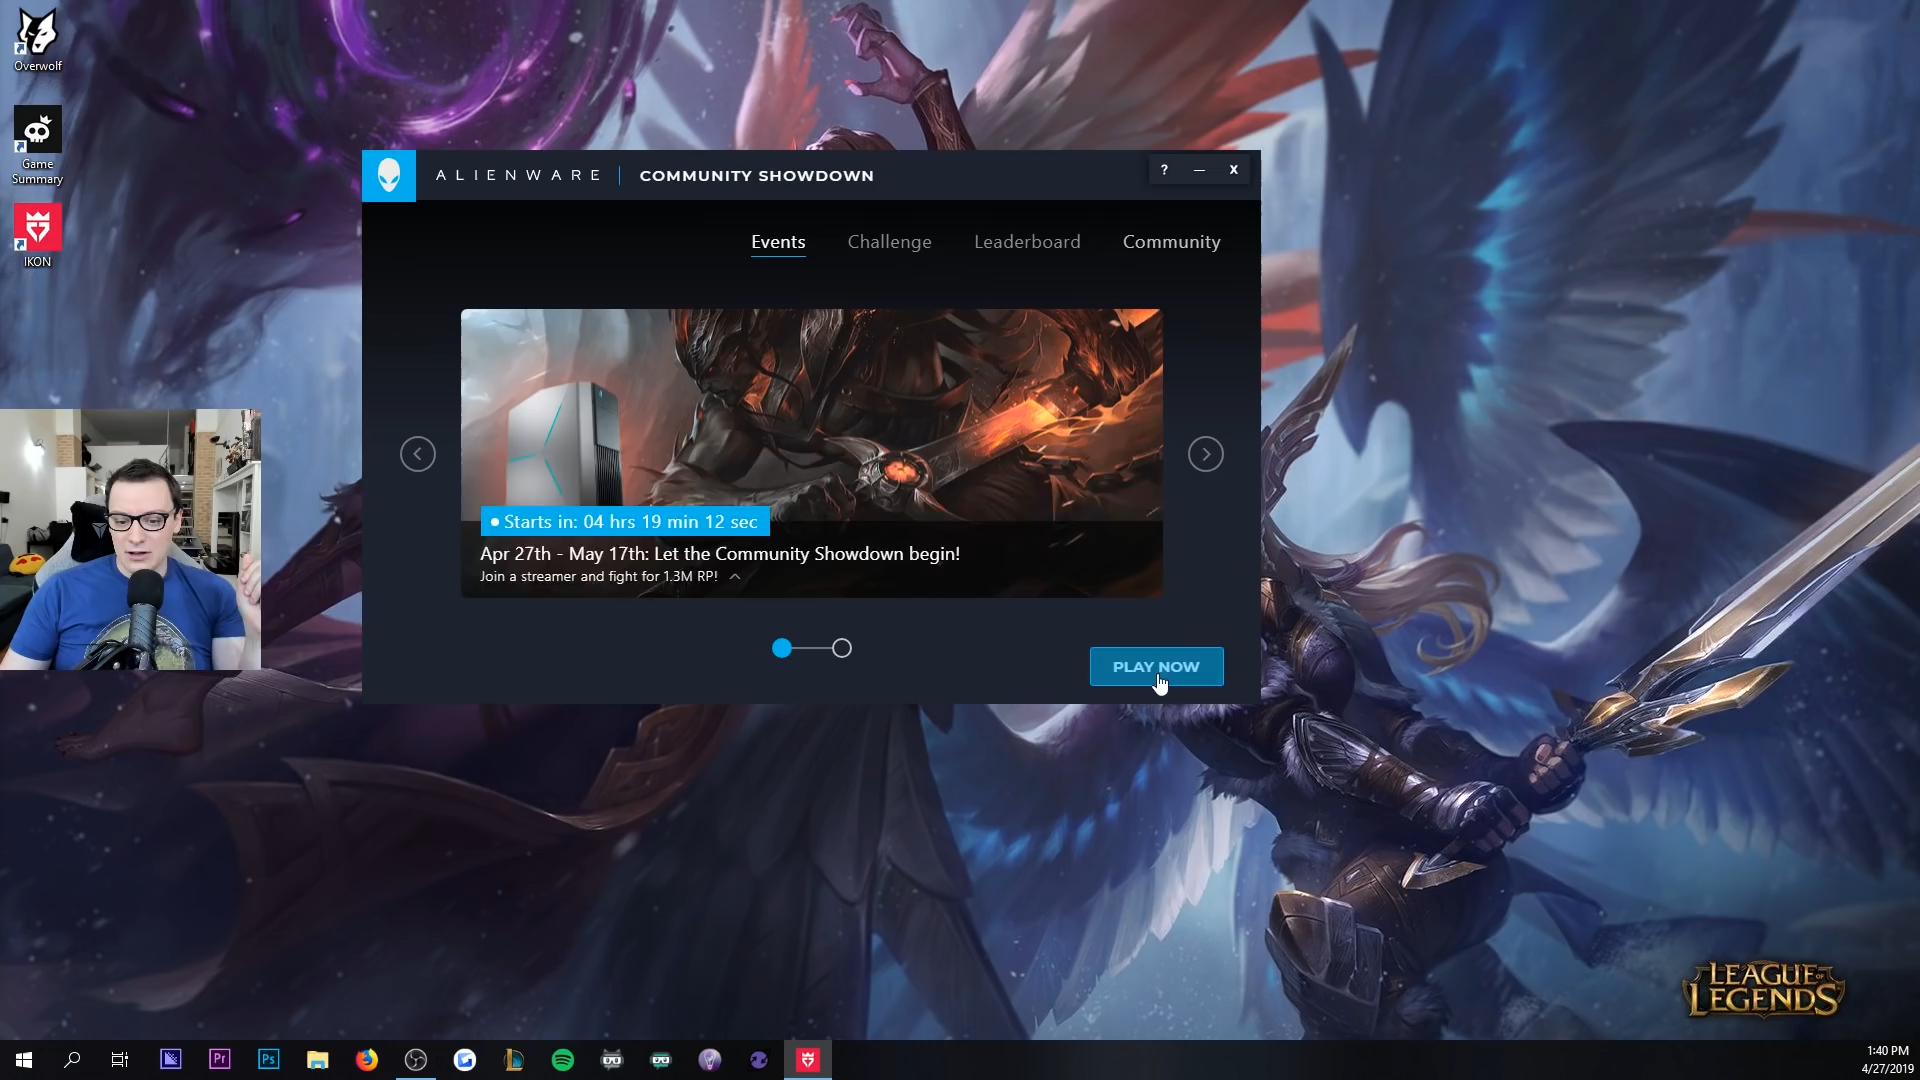 Overwolf
Game
Summary
IKON
ALIENWARE
COMMUNITY SHOWDOWN
?
X
Events
Challenge
Leaderboard
Community
Starts in: 04 hrs 19 min 12 sec
Apr 27th - May 17th: Let the Community Showdown begin!
Join a streamer and fight for 1.3M RP!
PLAY NOW
LEAGUE OF
LEGENDS
Pr
Ps
1:40 PM
4/27/2019